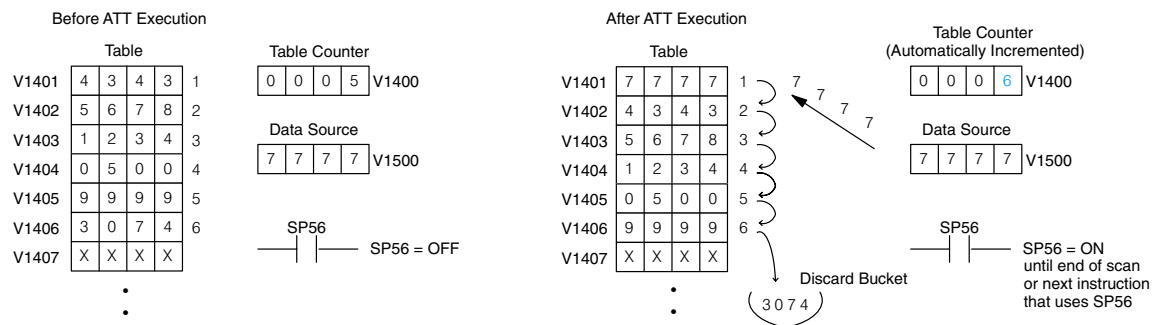 Before ATT Execution
Table
V1401 4 3 4 3 1
V1402 5 6 7 8 2
V1403 1 2 3 4 3
V1404 0 5 0 0 4
V1405 9 9 9 9 5
V1406 3 0 7 4 6
V1407 X X X X
Table Counter
0 0 0 5 V1400
Data Source
7 7 7 7 V1500
SP56
SP56 = OFF
After ATT Execution
Table
V1401 7 7 7 7 1
V1402 4 3 4 3 2
V1403 5 6 7 8 3
V1404 1 2 3 4 4
V1405 0 5 0 0 5
V1406 9 9 9 9 6
V1407 X X X X
7 7 7 7
Discard Bucket
3 0 7 4
Table Counter
(Automatically Incremented)
0 0 0 6 V1400
Data Source
7 7 7 7 V1500
SP56
SP56 = ON
until end of scan
or next instruction
that uses SP56